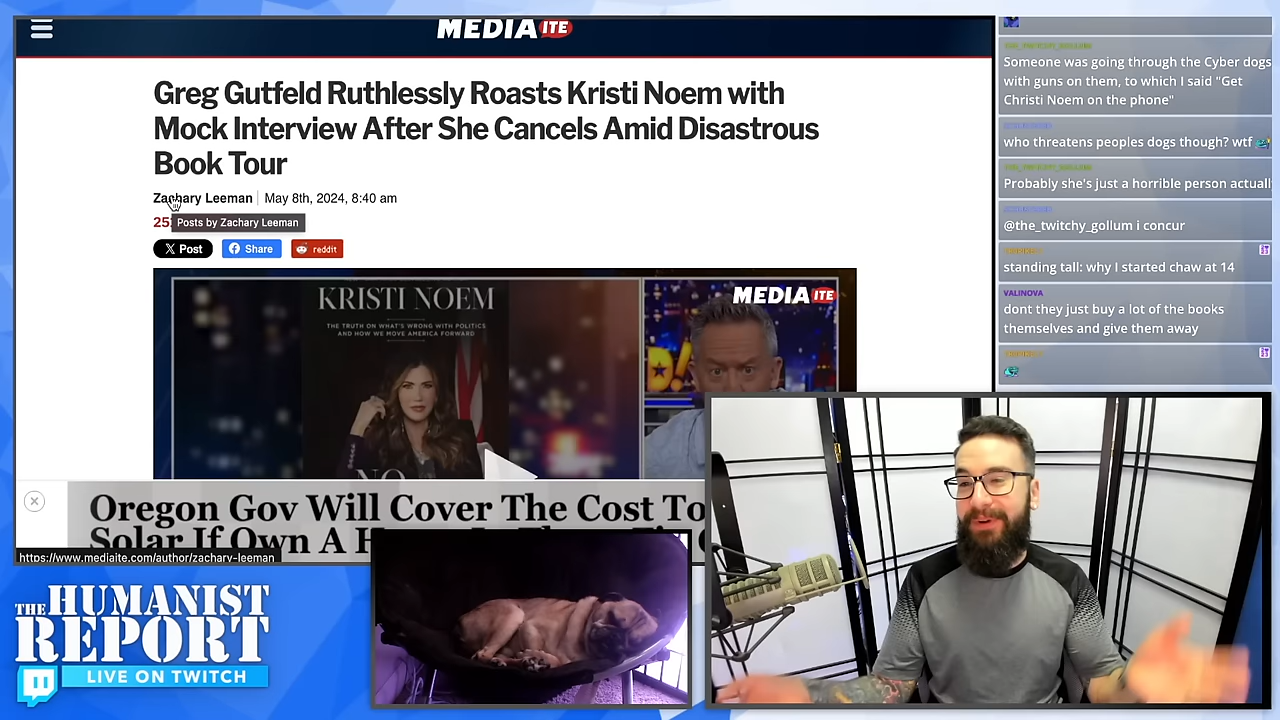 MEDIAITE
Greg Gutfeld Ruthlessly Roasts Kristi Noem with
Mock Interview After She Cancels Amid Disastrous
Book Tour
Zachary Leeman
May 8th, 2024, 8:40 am
25
Posts by Zachary Leeman
X Post
Share
reddit
KRISTI NOEM
THE TRUTH ON WHAT'S WRONG WITH POLITICS
AND HOW WE MOVE AMERICA FORWARD
MEDIAITE
Oregon Gov Will Cover The Cost To
Solar If Own A
https://www.mediaite.com/author/zachary-leeman
Someone was going through the Cyber dogs
with guns on them, to which I said "Get
Christi Noem on the phone"
who threatens peoples dogs though? wtf
Probably she's just a horrible person actuall
@the_twitchy_gollum i concur
standing tall: why I started chaw at 14
VALINOVA
dont they just buy a lot of the books
themselves and give them away
THE HUMANIST
REPORT
LIVE ON TWITCH